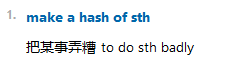 1. make a hash of sth
把某事弄糟 to do sth badly